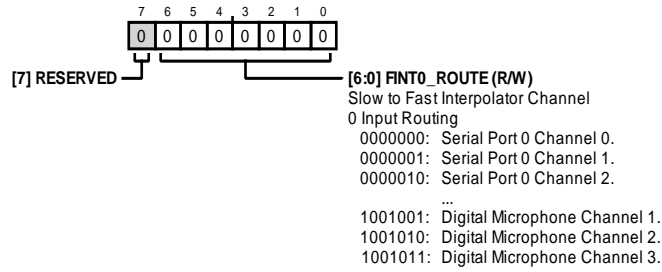 7 6 5 4 3 2 1 0
0 0 0 0 0 0 0 0
[7] RESERVED
[6:0] FINT0_ROUTE (R/W)
Slow to Fast Interpolator Channel
0 Input Routing
0000000: Serial Port 0 Channel 0.
0000001: Serial Port 0 Channel 1.
0000010: Serial Port 0 Channel 2.
...
1001001: Digital Microphone Channel 1.
1001010: Digital Microphone Channel 2.
1001011: Digital Microphone Channel 3.